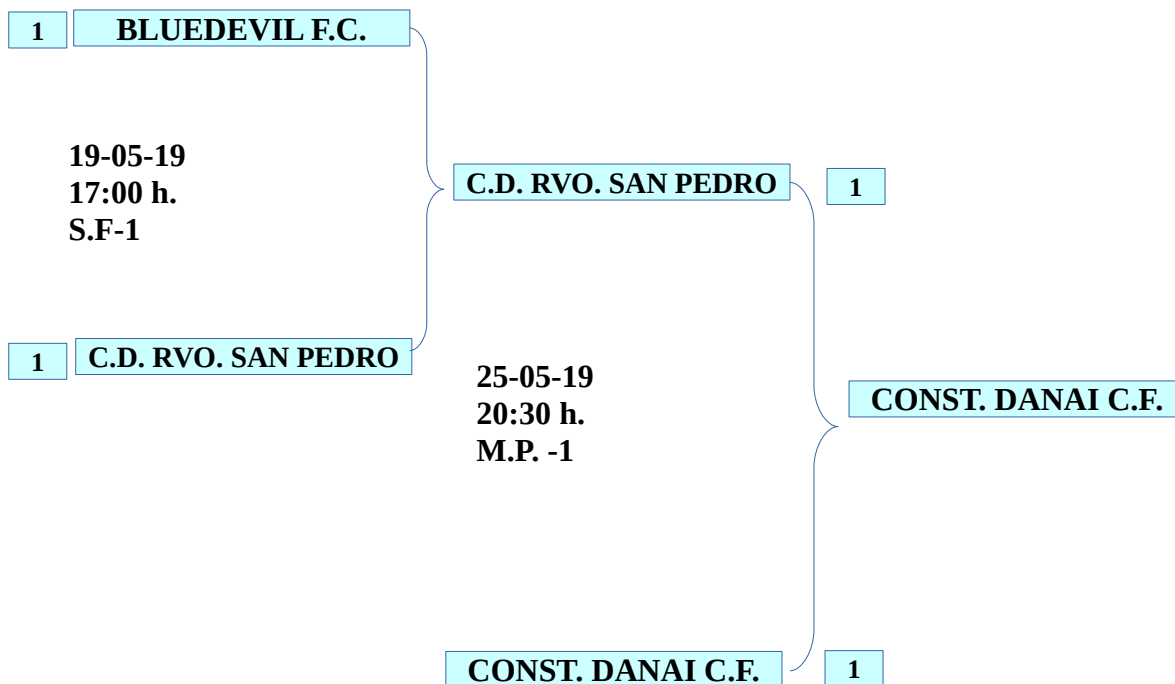 1 BLUEDEVIL F.C.
19-05-19
17:00 h.
S.F-1
C.D. RVO. SAN PEDRO 1
1 C.D. RVO. SAN PEDRO
25-05-19
20:30 h.
M.P. -1
CONST. DANAI C.F.
CONST. DANAI C.F. 1